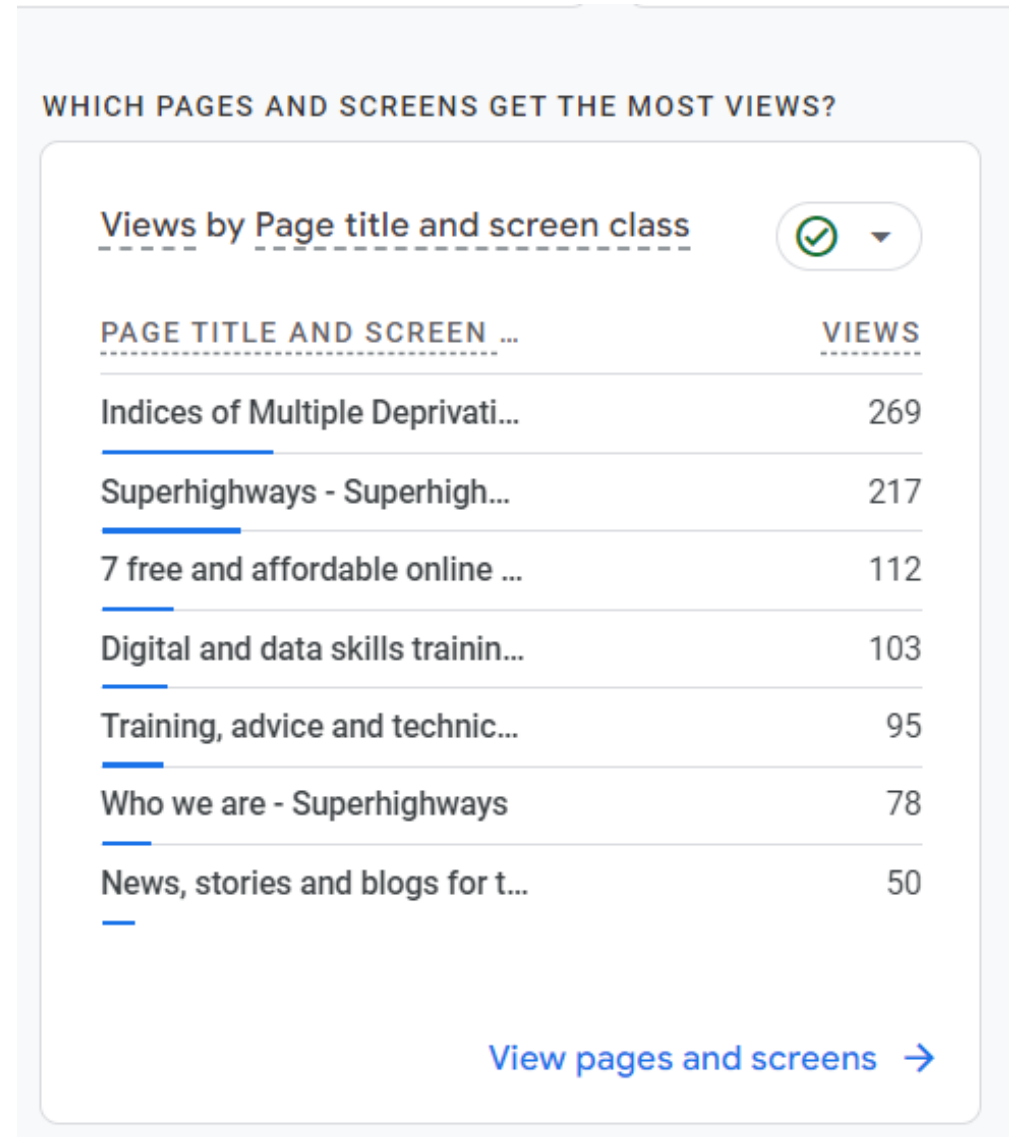 WHICH PAGES AND SCREENS GET THE MOST VIEWS?
Views by Page title and screen class
PAGE TITLE AND SCREEN ... VIEWS
Indices of Multiple Deprivati... 269
Superhighways - Superhigh... 217
7 free and affordable online ... 112
Digital and data skills trainin... 103
Training, advice and technic... 95
Who we are - Superhighways 78
News, stories and blogs for t... 50
View pages and screens →